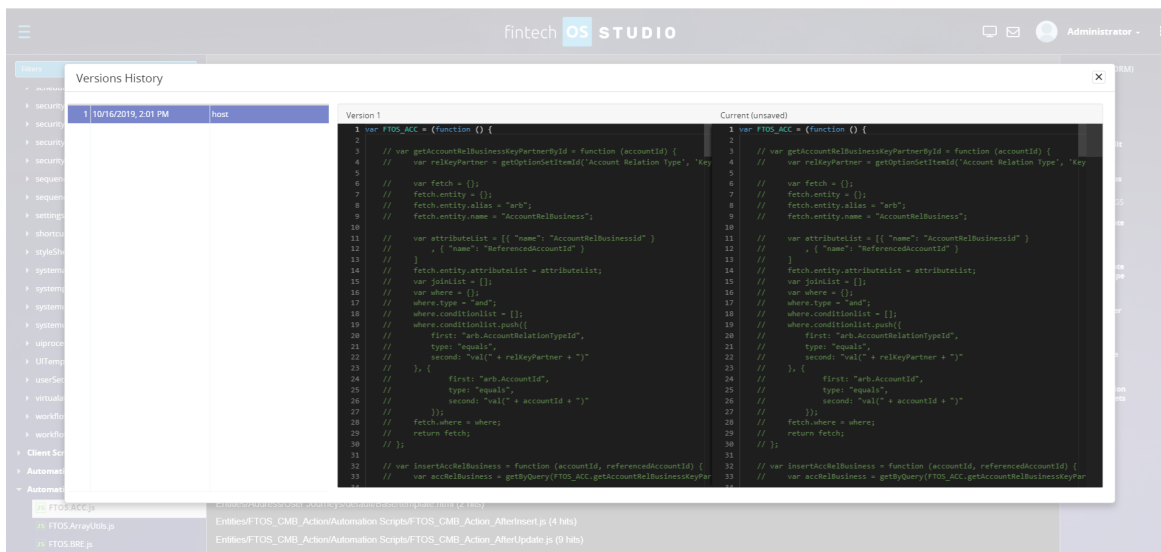 fintech OS STUDIO
Administrator
Filters
Versions History
security
security
security
security
settings
1 10/16/2019, 2:01 PM host
Version 1
1 var FTOS_ACC = (function () {
2
3 // var getAccountRelBusinessKeyPartnerById = function (accountId) {
4 // var relKeyPartner = getOptionSetItemId('Account Relation Type', 'Key
5
6 // var fetch = {};
7 // fetch.entity = {};
8 // fetch.entity.alias = "arb";
9 // fetch.entity.name = "AccountRelBusiness";
10
11 // var attributeList = [{ "name": "AccountRelBusinessid" }
12 // , { "name": "ReferencedAccountId" }
13 // ]
14 // fetch.entity.attributeList = attributeList;
15 // var joinList = [];
16 // var where = {};
17 // where.type = "and";
18 // where.conditionlist = [];
19 // where.conditionlist.push({
20 // first: "arb.AccountRelationTypeId",
21 // type: "equals",
22 // second: "val(" + relKeyPartner + ")"
23 // }, {
24 // first: "arb.AccountId",
25 // type: "equals",
26 // second: "val(" + accountId + ")"
27 // });
28 // fetch.where = where;
29 // return fetch;
30 // };
31
32 // var insertAccRelBusiness = function (accountId, referencedAccountId) {
33 // var accRelBusiness = getByQuery(FTOS_ACC.getAccountRelBusinessKeyPar
Current (unsaved)
1 var FTOS_ACC = (function () {
2
3 // var getAccountRelBusinessKeyPartnerById = function (accountId) {
4 // var relKeyPartner = getOptionSetItemId('Account Relation Type', 'Key
5
6 // var fetch = {};
7 // fetch.entity = {};
8 // fetch.entity.alias = "arb";
9 // fetch.entity.name = "AccountRelBusiness";
10
11 // var attributeList = [{ "name": "AccountRelBusinessid" }
12 // , { "name": "ReferencedAccountId" }
13 // ]
14 // fetch.entity.attributeList = attributeList;
15 // var joinList = [];
16 // var where = {};
17 // where.type = "and";
18 // where.conditionlist = [];
19 // where.conditionlist.push({
20 // first: "arb.AccountRelationTypeId",
21 // type: "equals",
22 // second: "val(" + relKeyPartner + ")"
23 // }, {
24 // first: "arb.AccountId",
25 // type: "equals",
26 // second: "val(" + accountId + ")"
27 // });
28 // fetch.where = where;
29 // return fetch;
30 // };
31
32 // var insertAccRelBusiness = function (accountId, referencedAccountId) {
33 // var accRelBusiness = getByQuery(FTOS_ACC.getAccountRelBusinessKeyPar
Client Scr
Automati
Automati
JS FTOS.ACC.js
JS FTOS.ArrayUtils.js
JS FTOS.BRE.js
Entities/FTOS_CMB_Action/Automation Scripts/FTOS_CMB_Action_AfterInsert.js (4 hits)
Entities/FTOS_CMB_Action/Automation Scripts/FTOS_CMB_Action_AfterUpdate.js (9 hits)